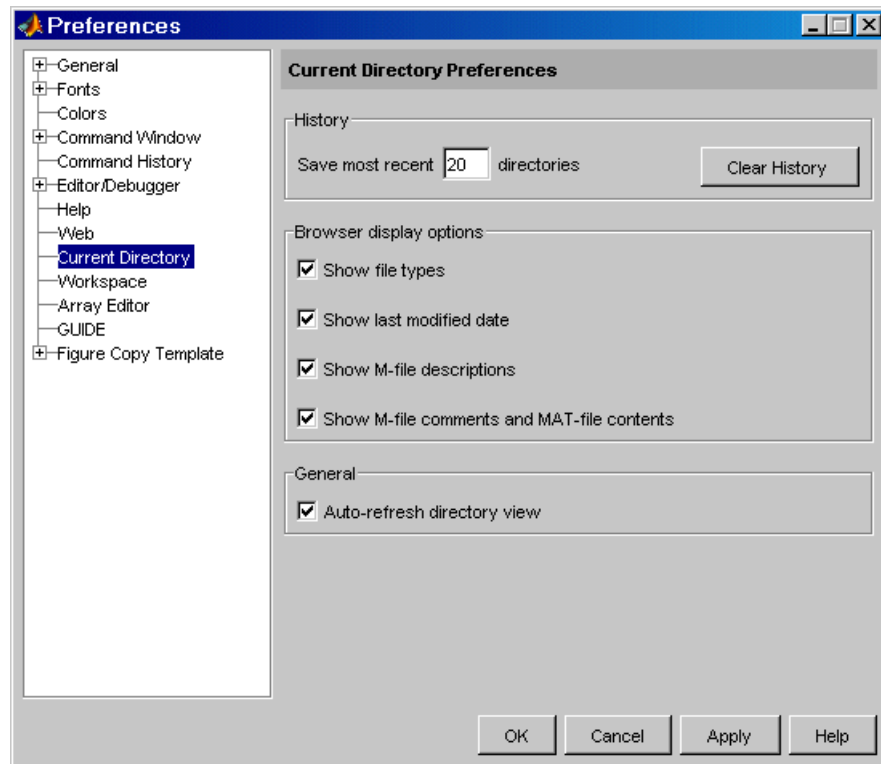 Preferences
General
Fonts
Colors
Command Window
Command History
Editor/Debugger
Help
Web
Current Directory
Workspace
Array Editor
GUIDE
Figure Copy Template
Current Directory Preferences
History
Save most recent 20 directories
Clear History
Browser display options
Show file types
Show last modified date
Show M-file descriptions
Show M-file comments and MAT-file contents
General
Auto-refresh directory view
OK Cancel Apply Help